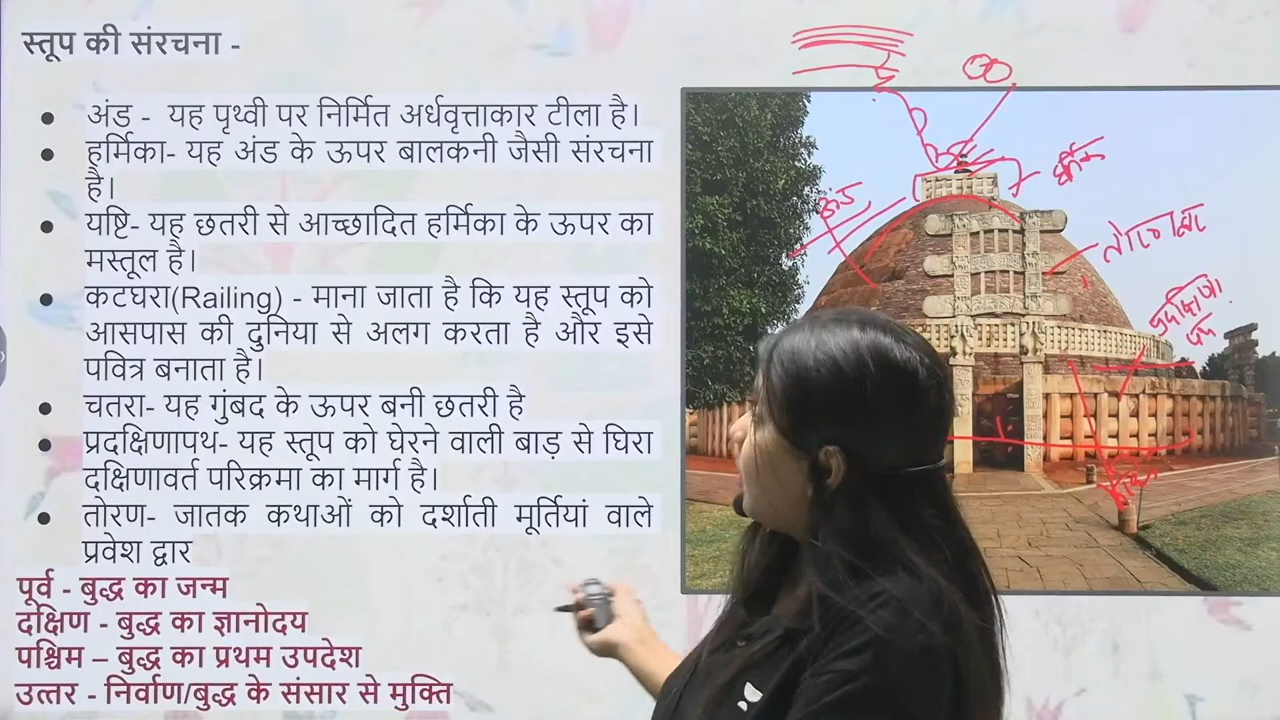 स्तूप की संरचना -
अंड - यह पृथ्वी पर निर्मित अर्धवृत्ताकार टीला है।
हर्मिका- यह अंड के ऊपर बालकनी जैसी संरचना
है।
यष्टि- यह छतरी से आच्छादित हर्मिका के ऊपर का
मस्तूल है।
कटघरा(Railing) - माना जाता है कि यह स्तूप को
आसपास की दुनिया से अलग करता है और इसे
पवित्र बनाता है।
चतरा- यह गुंबद के ऊपर बनी छतरी है
प्रदक्षिणापथ- यह स्तूप को घेरने वाली बाड़ से घिरा
दक्षिणावर्त परिक्रमा का मार्ग है।
तोरण- जातक कथाओं को दर्शाती मूर्तियां वाले
प्रवेश द्वार
पूर्व - बुद्ध का जन्म
दक्षिण - बुद्ध का ज्ञानोदय
पश्चिम – बुद्ध का प्रथम उपदेश
उत्तर - निर्वाण/बुद्ध के संसार से मुक्ति
अंड